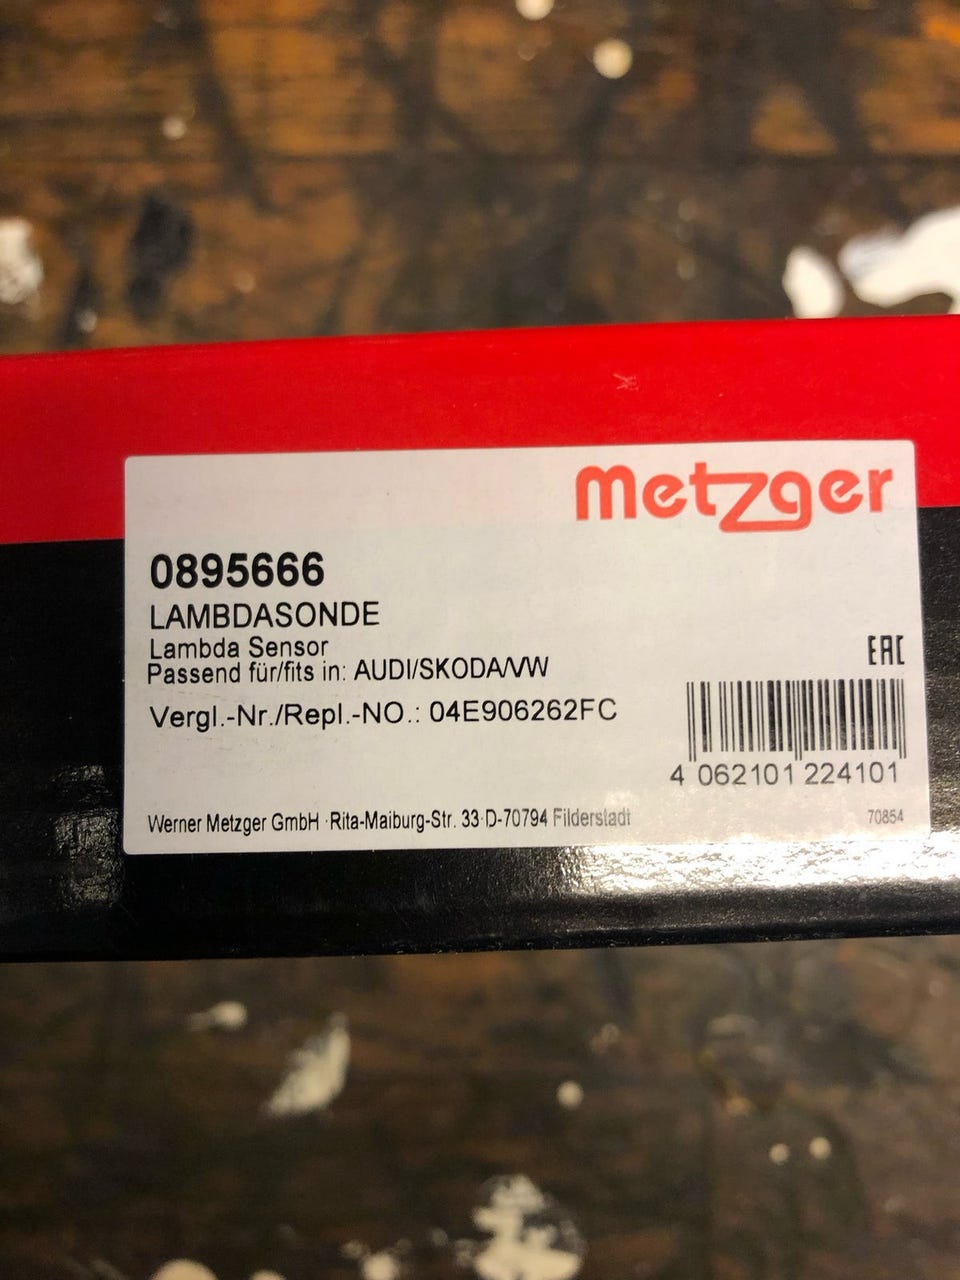 metzger
0895666
LAMBDASONDE
Lambda Sensor
Passend für/fits in: AUDI/SKODA/VW
EAC
Vergl.-Nr./Repl.-NO.: 04E906262FC
4 062101 224101
Werner Metzger GmbH · Rita-Maiburg-Str. 33·D-70794 Filderstadt
70854